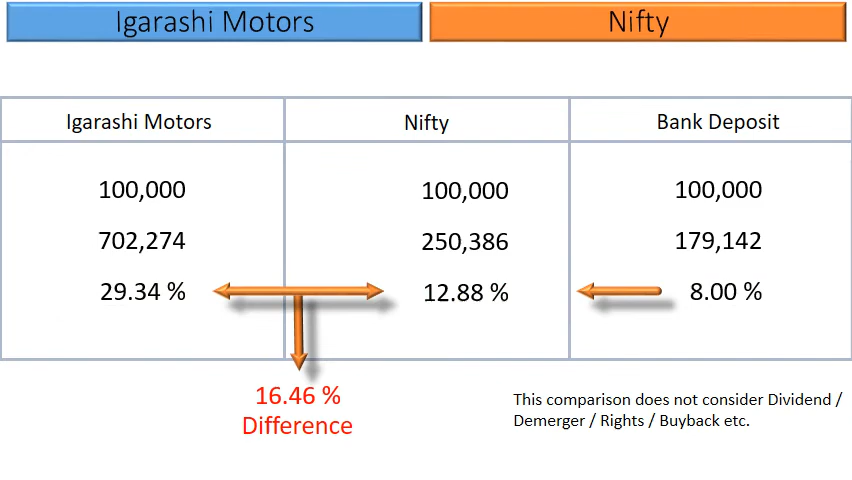 Igarashi Motors
Nifty
Igarashi Motors
Nifty
Bank Deposit
100,000
100,000
100,000
702,274
250,386
179,142
29.34 %
12.88 %
8.00 %
16.46 %
Difference
This comparison does not consider Dividend /
Demerger / Rights / Buyback etc.